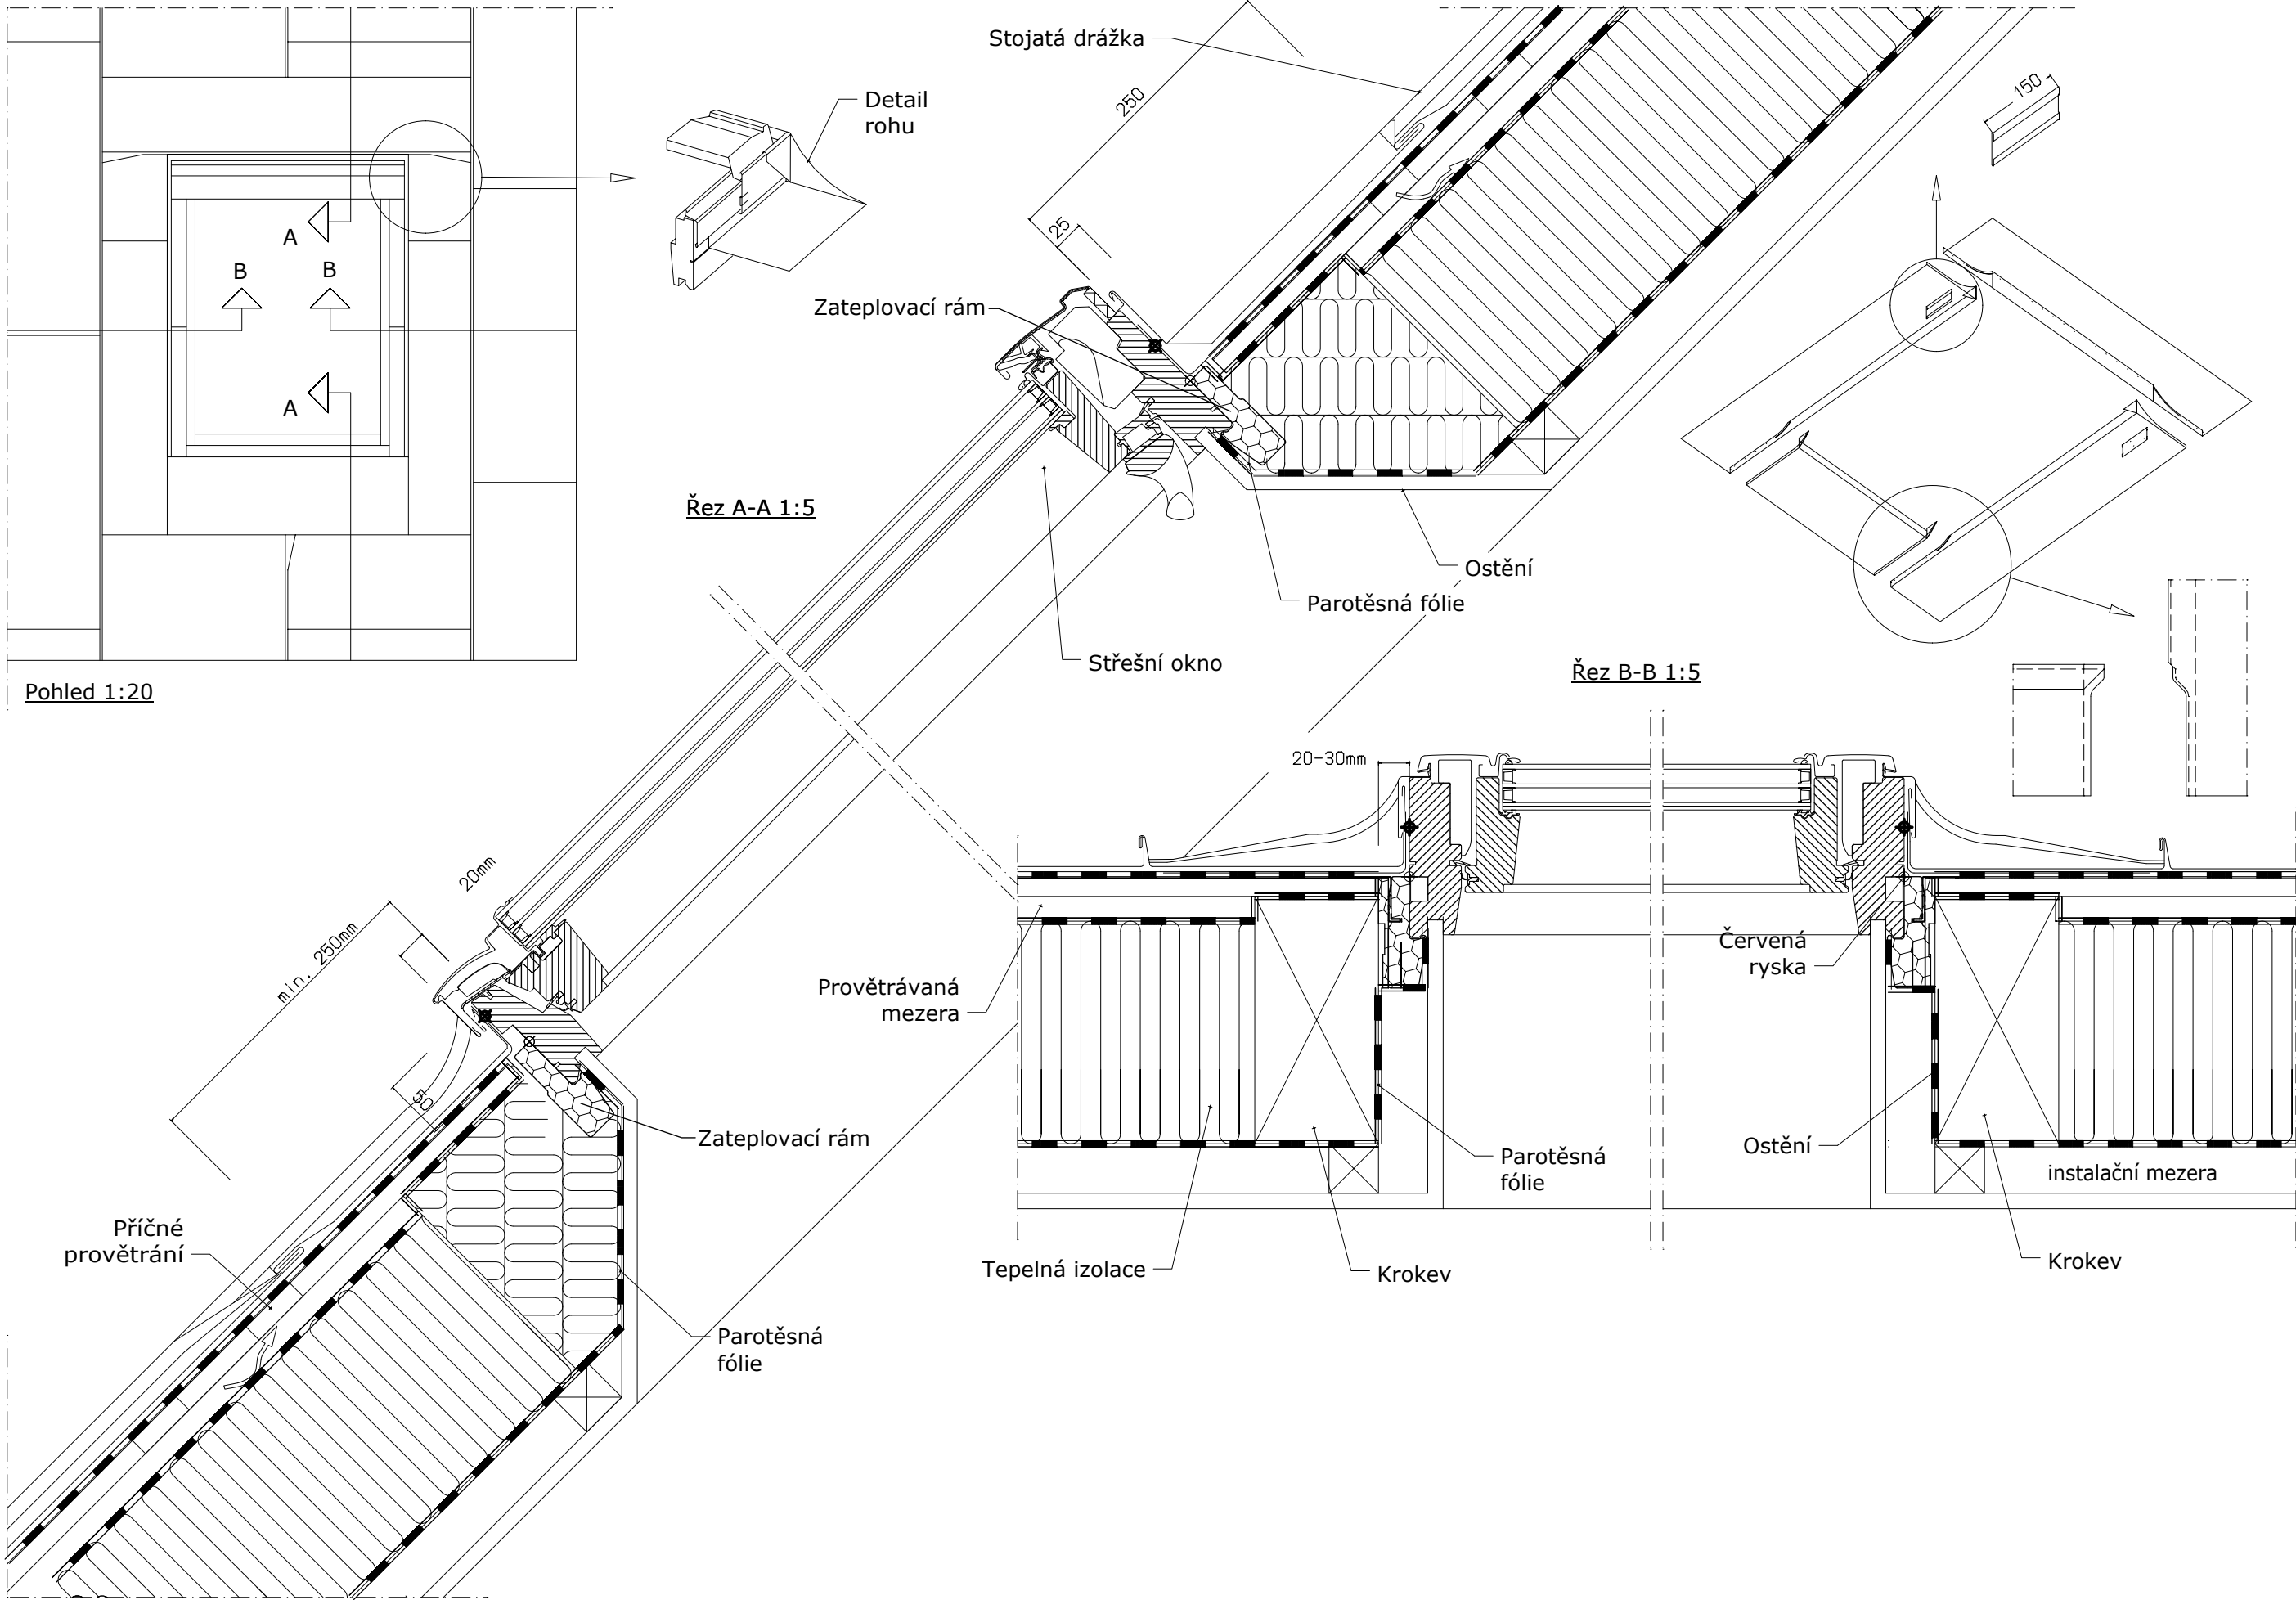 Stojatá drážka
250
150
Detail
rohu
25
A
B
B
A
Zateplovací rám
Řez A-A 1:5
Ostění
Parotěsná fólie
Střešní okno
Řez B-B 1:5
Pohled 1:20
20-30mm
20mm
min. 250mm
Červená
ryska
Provětrávaná
mezera
50
Zateplovací rám
Parotěsná
fólie
Ostění
instalační mezera
Příčné
provětrání
Tepelná izolace
Krokev
Krokev
Parotěsná
fólie